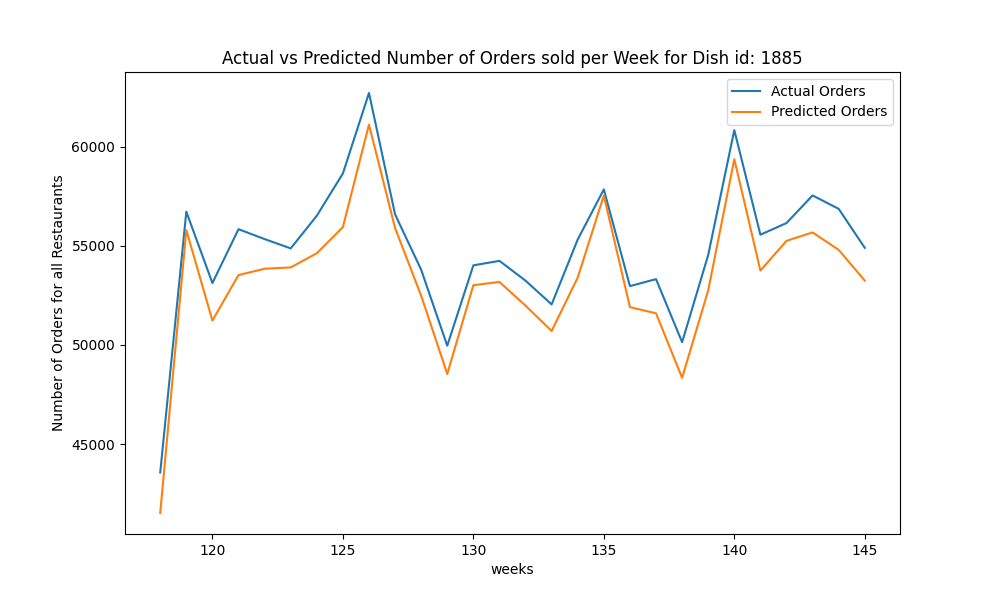 Actual vs Predicted Number of Orders sold per Week for Dish id: 1885
Actual Orders
Predicted Orders
Number of Orders for all Restaurants
60000
55000
50000
45000
120
125
130
135
140
145
weeks